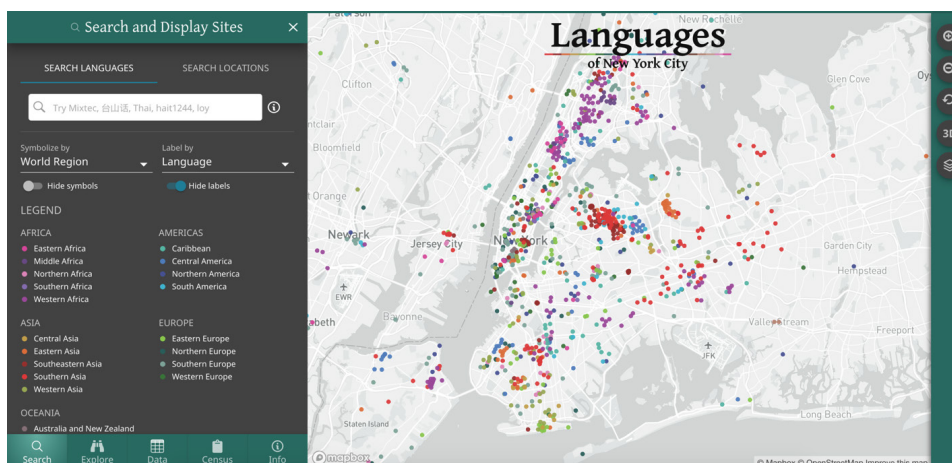 Search and Display Sites
SEARCH LANGUAGES
SEARCH LOCATIONS
Try Mixtec, 台山话, Thai, hait1244, loy
Symbolize by
World Region
Label by
Language
Hide symbols
Hide labels
LEGEND
AFRICA
Eastern Africa
Middle Africa
Northern Africa
Southern Africa
Western Africa
AMERICAS
Caribbean
Central America
Northern America
South America
ASIA
Central Asia
Eastern Asia
Southeastern Asia
Southern Asia
Western Asia
EUROPE
Eastern Europe
Northern Europe
Southern Europe
Western Europe
OCEANIA
Australia and New Zealand
Search
Explore
Data
Census
Info
Languages
of New York City
Paterson
New Rochelle
Clifton
Glen Cove
Oys
ntclair
Bloomfield
t Orange
Newark
Jersey City
New York
Garden City
Hempstead
EWR
Bayonne
abeth
Valley Stream
Freeport
JFK
Long Beach
Staten Island
mapbox
© Mapbox © OpenStreetMap Improve this map
3D